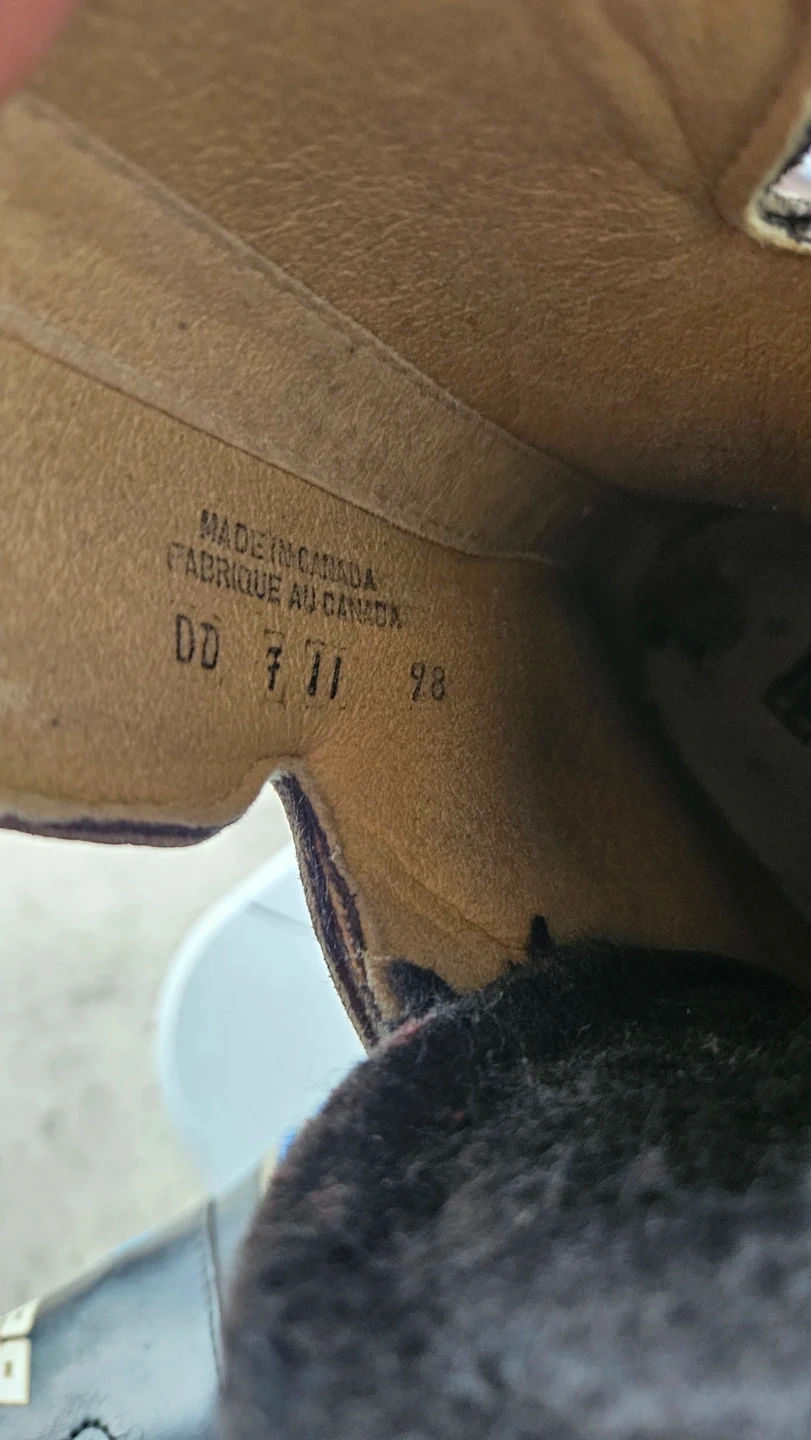 MADE IN CANADA
FABRIQUE AU CANADA
DD 7 11 98